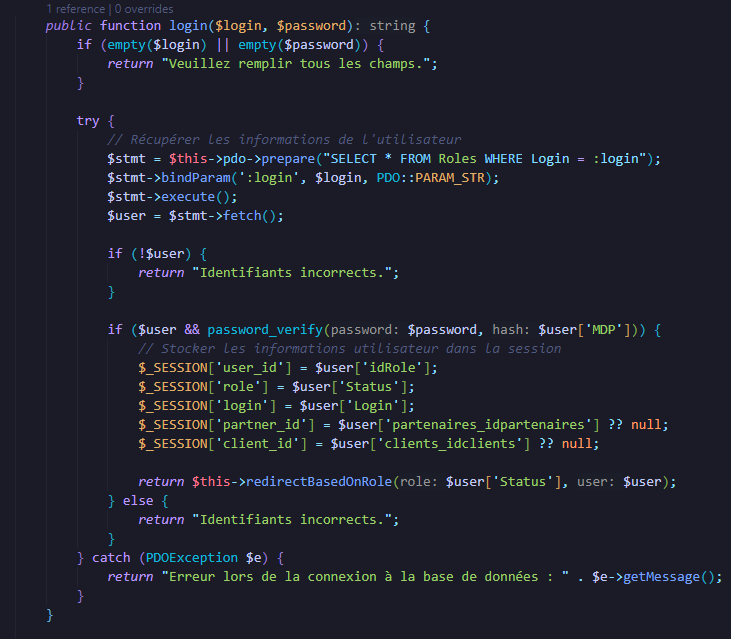 1 reference | 0 overrides
public function login($login, $password): string {
if (empty($login) || empty($password)) {
return "Veuillez remplir tous les champs.";
}
try {
// Récupérer les informations de l'utilisateur
$stmt = $this->pdo->prepare("SELECT * FROM Roles WHERE Login = :login");
$stmt->bindParam(':login', $login, PDO::PARAM_STR);
$stmt->execute();
$user = $stmt->fetch();
if (!$user) {
return "Identifiants incorrects.";
}
if ($user && password_verify(password: $password, hash: $user['MDP'])) {
// Stocker les informations utilisateur dans la session
$_SESSION['user_id'] = $user['idRole'];
$_SESSION['role'] = $user['Status'];
$_SESSION['login'] = $user['Login'];
$_SESSION['partner_id'] = $user['partenaires_idpartenaires'] ?? null;
$_SESSION['client_id'] = $user['clients_idclients'] ?? null;
return $this->redirectBasedOnRole(role: $user['Status'], user: $user);
} else {
return "Identifiants incorrects.";
}
} catch (PDOException $e) {
return "Erreur lors de la connexion à la base de données : " . $e->getMessage();
}
}